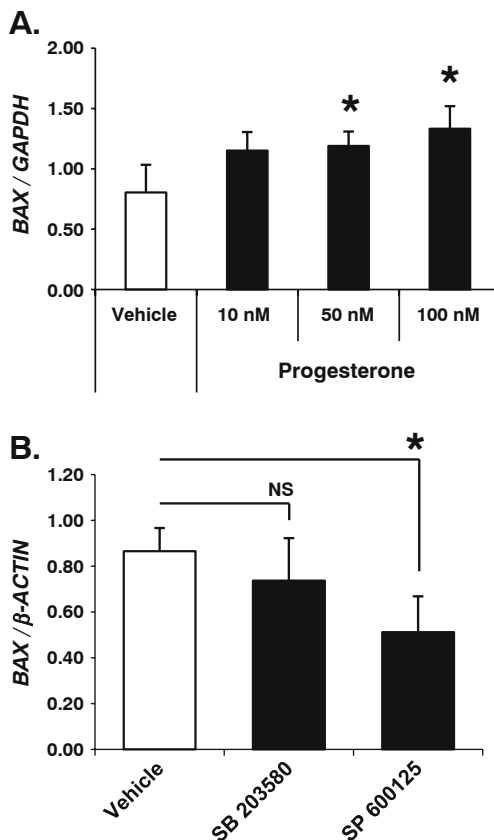 A.
2.00
1.50
1.00
0.50
0.00
BAX / GAPDH
*
*
Vehicle
10 nM
50 nM
100 nM
Progesterone
B.
1.20
1.00
0.80
0.60
0.40
0.20
0.00
BAX / β-ACTIN
NS
*
Vehicle
SB 203580
SP 600125